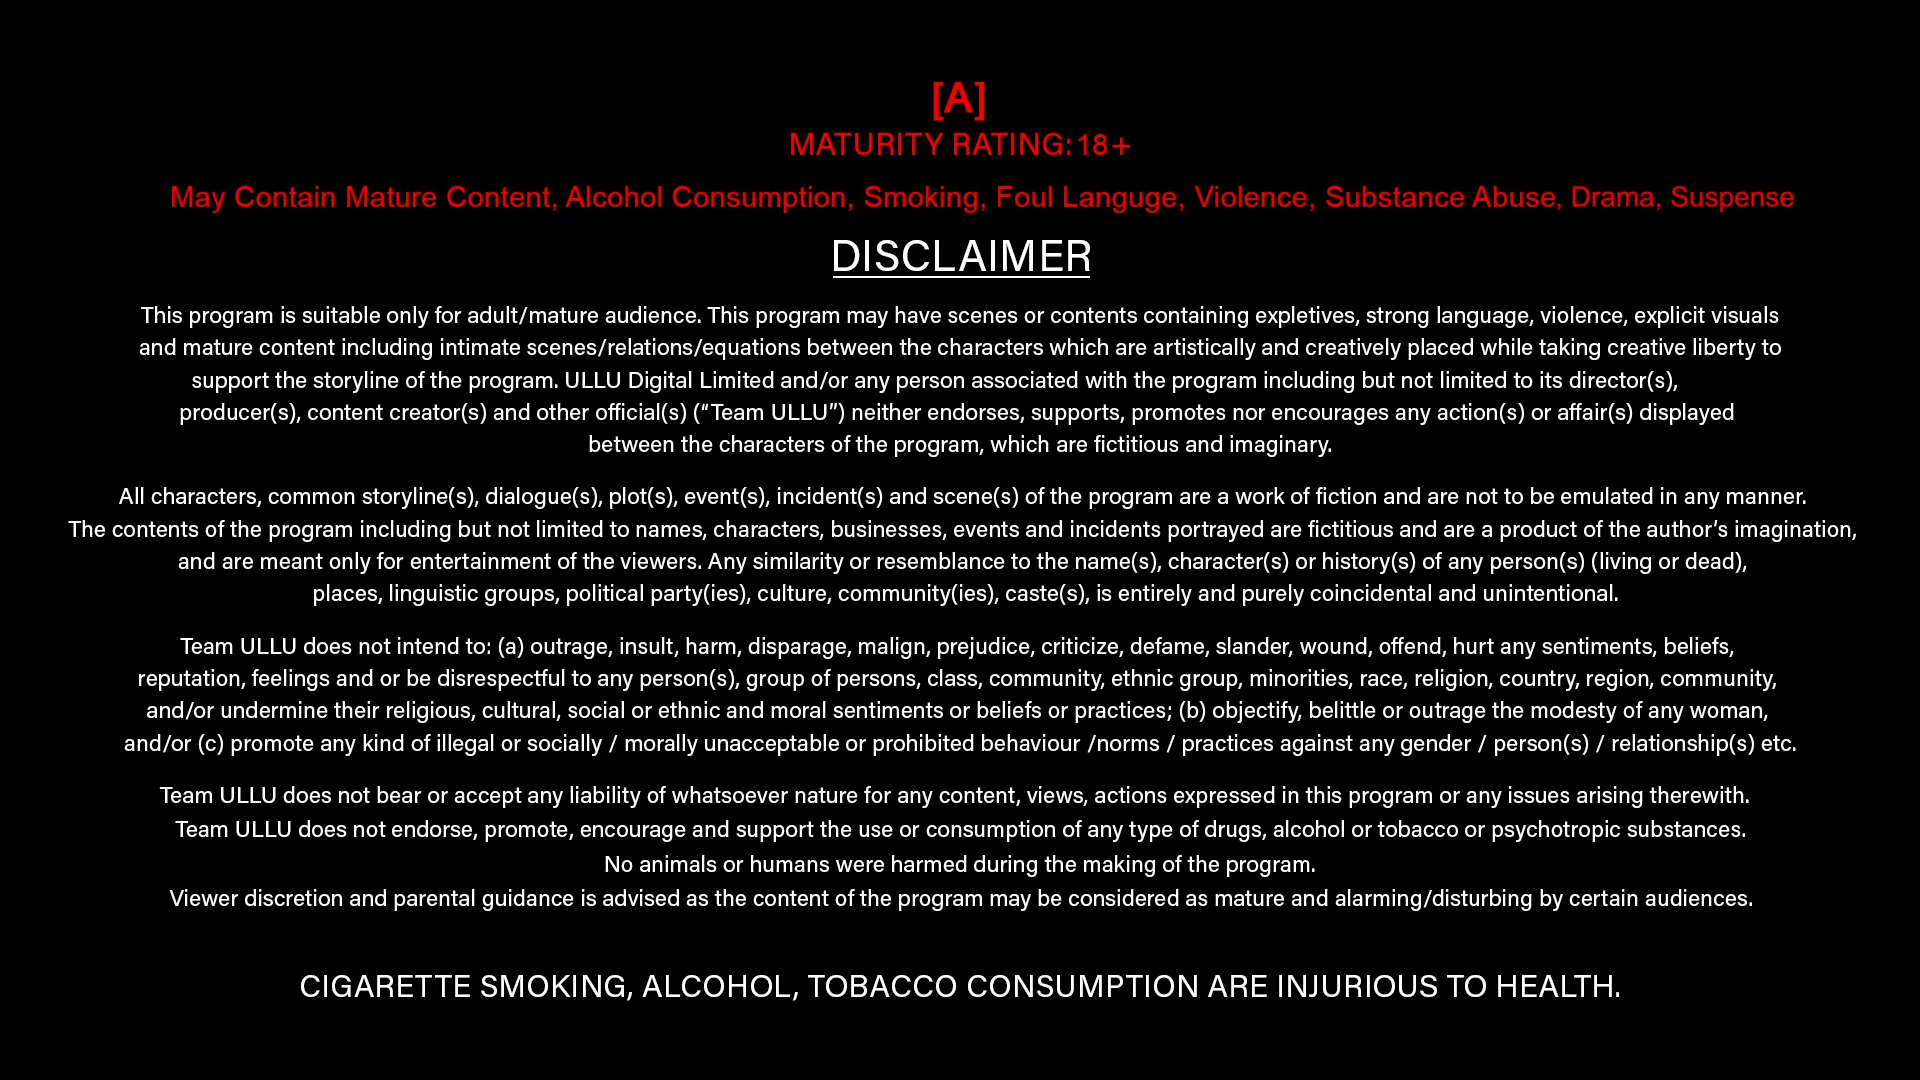 [A]
MATURITY RATING:18+
May Contain Mature Content, Alcohol Consumption, Smoking, Foul Languge, Violence, Substance Abuse, Drama, Suspense
DISCLAIMER
This program is suitable only for adult/mature audience. This program may have scenes or contents containing expletives, strong language, violence, explicit visuals
and mature content including intimate scenes/relations/equations between the characters which are artistically and creatively placed while taking creative liberty to
support the storyline of the program. ULLU Digital Limited and/or any person associated with the program including but not limited to its director(s),
producer(s), content creator(s) and other official(s) (“Team ULLU”) neither endorses, supports, promotes nor encourages any action(s) or affair(s) displayed
between the characters of the program, which are fictitious and imaginary.
All characters, common storyline(s), dialogue(s), plot(s), event(s), incident(s) and scene(s) of the program are a work of fiction and are not to be emulated in any manner.
The contents of the program including but not limited to names, characters, businesses, events and incidents portrayed are fictitious and are a product of the author’s imagination,
and are meant only for entertainment of the viewers. Any similarity or resemblance to the name(s), character(s) or history(s) of any person(s) (living or dead),
places, linguistic groups, political party(ies), culture, community(ies), caste(s), is entirely and purely coincidental and unintentional.
Team ULLU does not intend to: (a) outrage, insult, harm, disparage, malign, prejudice, criticize, defame, slander, wound, offend, hurt any sentiments, beliefs,
reputation, feelings and or be disrespectful to any person(s), group of persons, class, community, ethnic group, minorities, race, religion, country, region, community,
and/or undermine their religious, cultural, social or ethnic and moral sentiments or beliefs or practices; (b) objectify, belittle or outrage the modesty of any woman,
and/or (c) promote any kind of illegal or socially / morally unacceptable or prohibited behaviour /norms / practices against any gender / person(s) / relationship(s) etc.
Team ULLU does not bear or accept any liability of whatsoever nature for any content, views, actions expressed in this program or any issues arising therewith.
Team ULLU does not endorse, promote, encourage and support the use or consumption of any type of drugs, alcohol or tobacco or psychotropic substances.
No animals or humans were harmed during the making of the program.
Viewer discretion and parental guidance is advised as the content of the program may be considered as mature and alarming/disturbing by certain audiences.
CIGARETTE SMOKING, ALCOHOL, TOBACCO CONSUMPTION ARE INJURIOUS TO HEALTH.